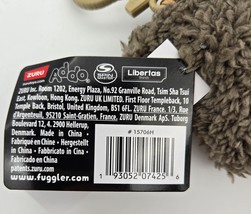 ZURU Addo SPIN MASTER Libertas
ZURU Inc. Room 1202, Energy Plaza, No.92 Granville Road, Tsim Sha Tsui
East, Kowloon, Hong Kong. ZURU UK LIMITED. First Floor Templeback, 10
Temple Back, Bristol, United Kingdom, BS1 6FL. ZURU France. 1/3, Rue
d'Argenteuil, 95210 Saint-Gratien, France. ZURU Denmark ApS. Tuborg
Boulevard 12, 4. 2900 Hellerup,
Denmark. • Made in China •
Fabriqué en Chine • Hergestellt
in China • Fabbricato in Cina •
Fabricado en China
patents.zuru.com
www.fuggler.com
# 15706H
1 93052 07425 6